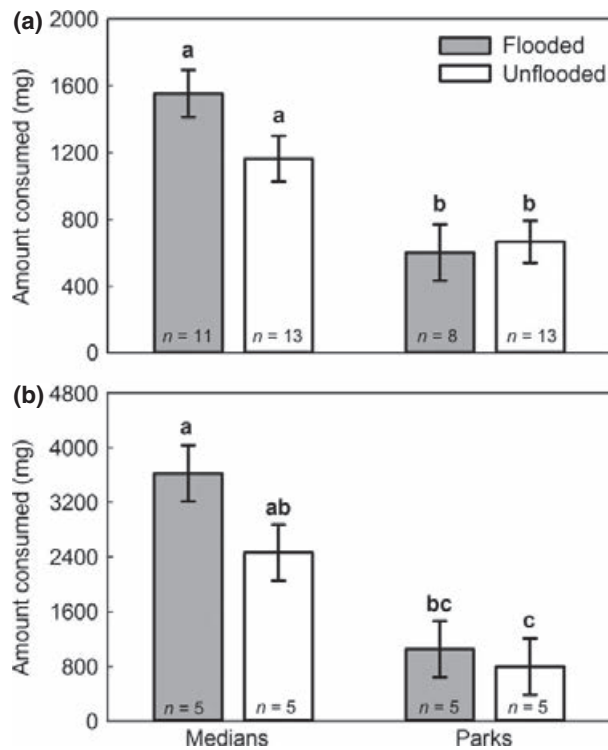 (a)
Amount consumed (mg)
2000
1600
1200
800
400
0
Flooded
Unflooded
a
a
b
b
n = 11
n = 13
n = 8
n = 13
(b)
Amount consumed (mg)
4800
3200
2400
1600
800
0
a
ab
bc
c
n = 5
n = 5
n = 5
n = 5
Medians
Parks